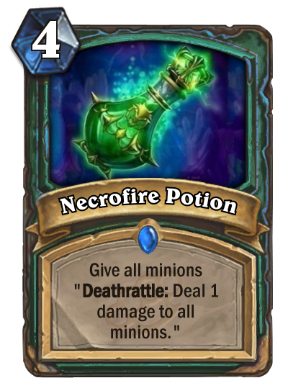 4
Necrofire Potion
Give all minions
"Deathrattle: Deal 1
damage to all
minions."